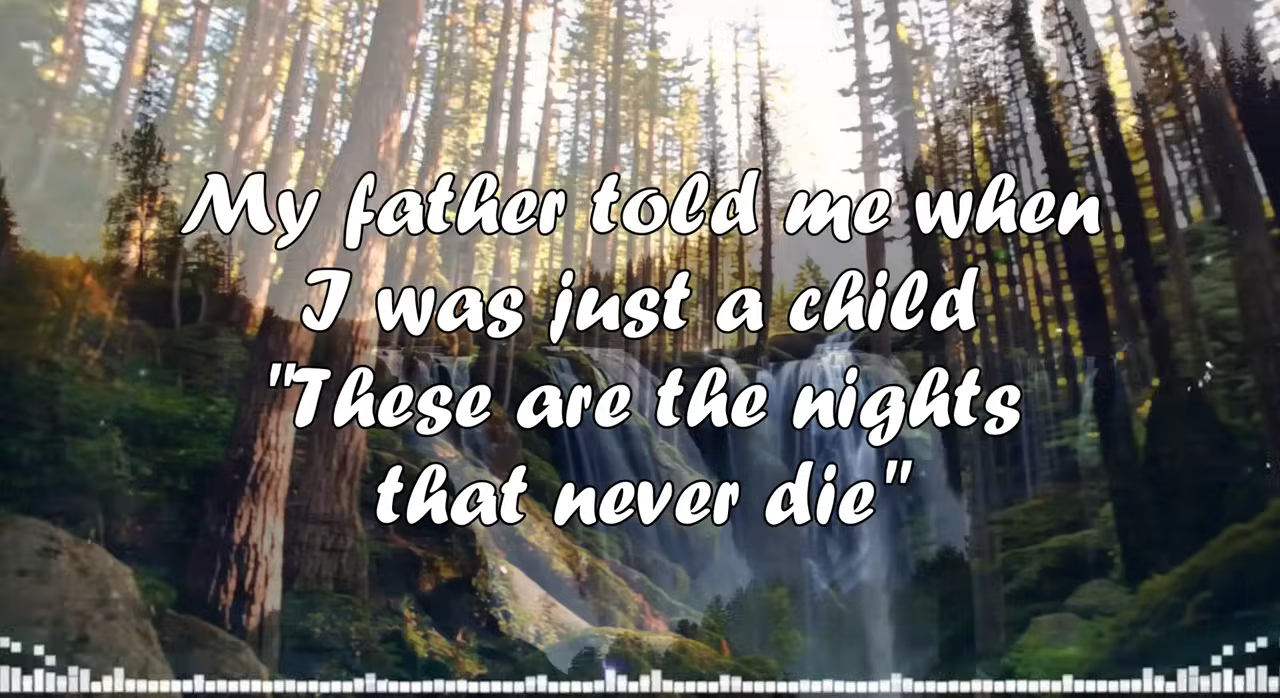 My father told me when
I was just a child
"These are the nights
that never die"